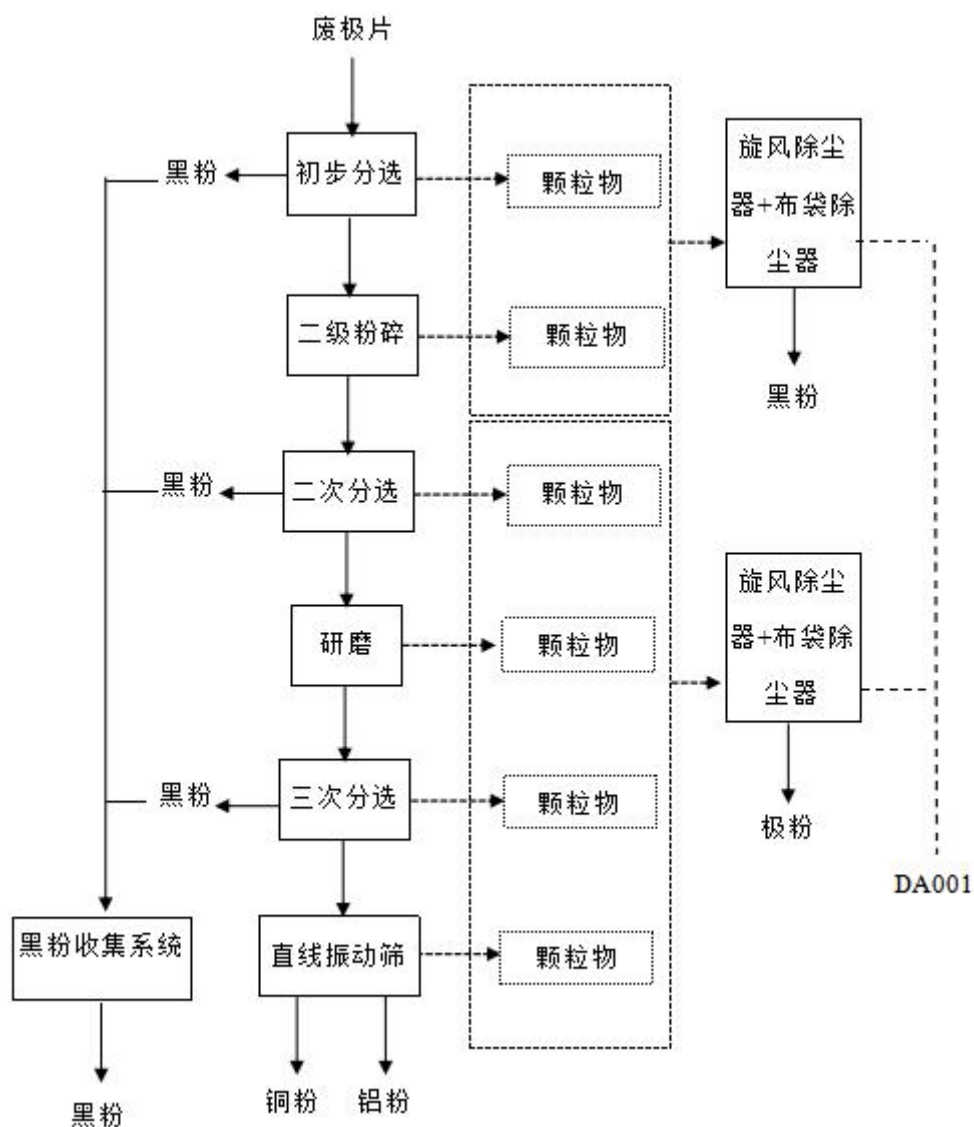 废极片
黑粉
初步分选
颗粒物
旋风除尘
器+布袋除
尘器
二级粉碎
颗粒物
黑粉
黑粉
二次分选
颗粒物
研磨
颗粒物
旋风除尘
器+布袋除
尘器
黑粉
三次分选
颗粒物
极粉
DA001
黑粉收集系统
直线振动筛
颗粒物
黑粉
铜粉
铝粉